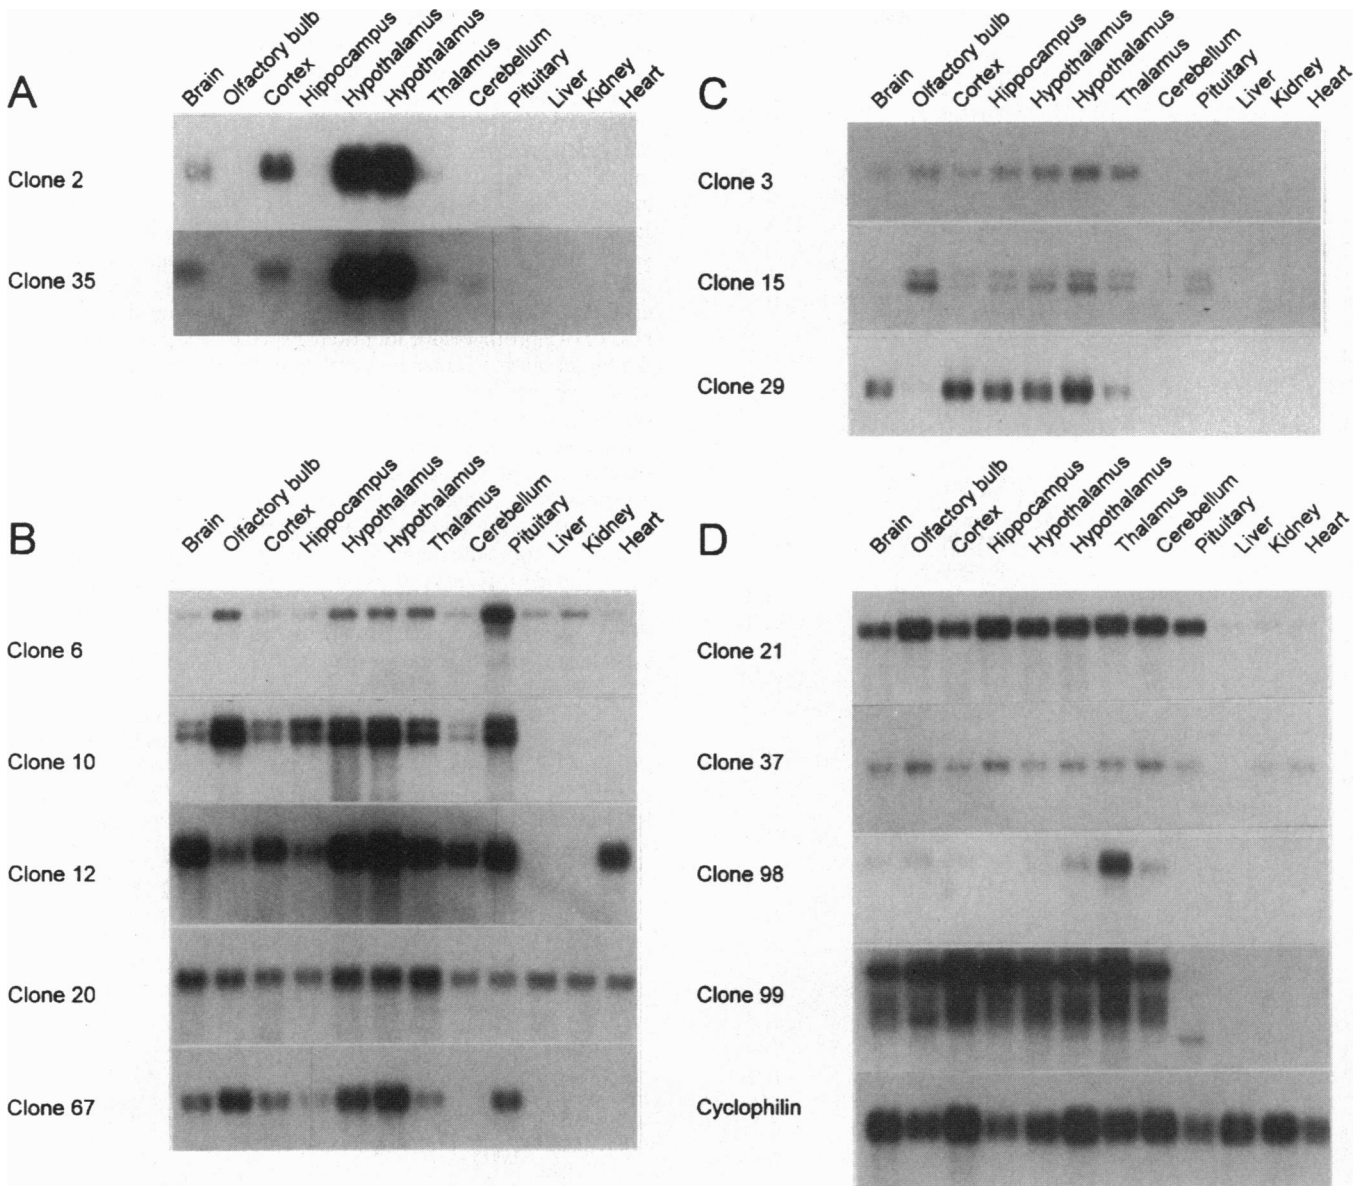 A
Brain
Olfactory bulb
Cortex
Hippocampus
Hypothalamus
Hypothalamus
Thalamus
Cerebellum
Pituitary
Liver
Kidney
Heart
Clone 2
Clone 35
B
Brain
Olfactory bulb
Cortex
Hippocampus
Hypothalamus
Hypothalamus
Thalamus
Cerebellum
Pituitary
Liver
Kidney
Heart
Clone 6
Clone 10
Clone 12
Clone 20
Clone 67
C
Brain
Olfactory bulb
Cortex
Hippocampus
Hypothalamus
Hypothalamus
Thalamus
Cerebellum
Pituitary
Liver
Kidney
Heart
Clone 3
Clone 15
Clone 29
D
Brain
Olfactory bulb
Cortex
Hippocampus
Hypothalamus
Hypothalamus
Thalamus
Cerebellum
Pituitary
Liver
Kidney
Heart
Clone 21
Clone 37
Clone 98
Clone 99
Cyclophilin